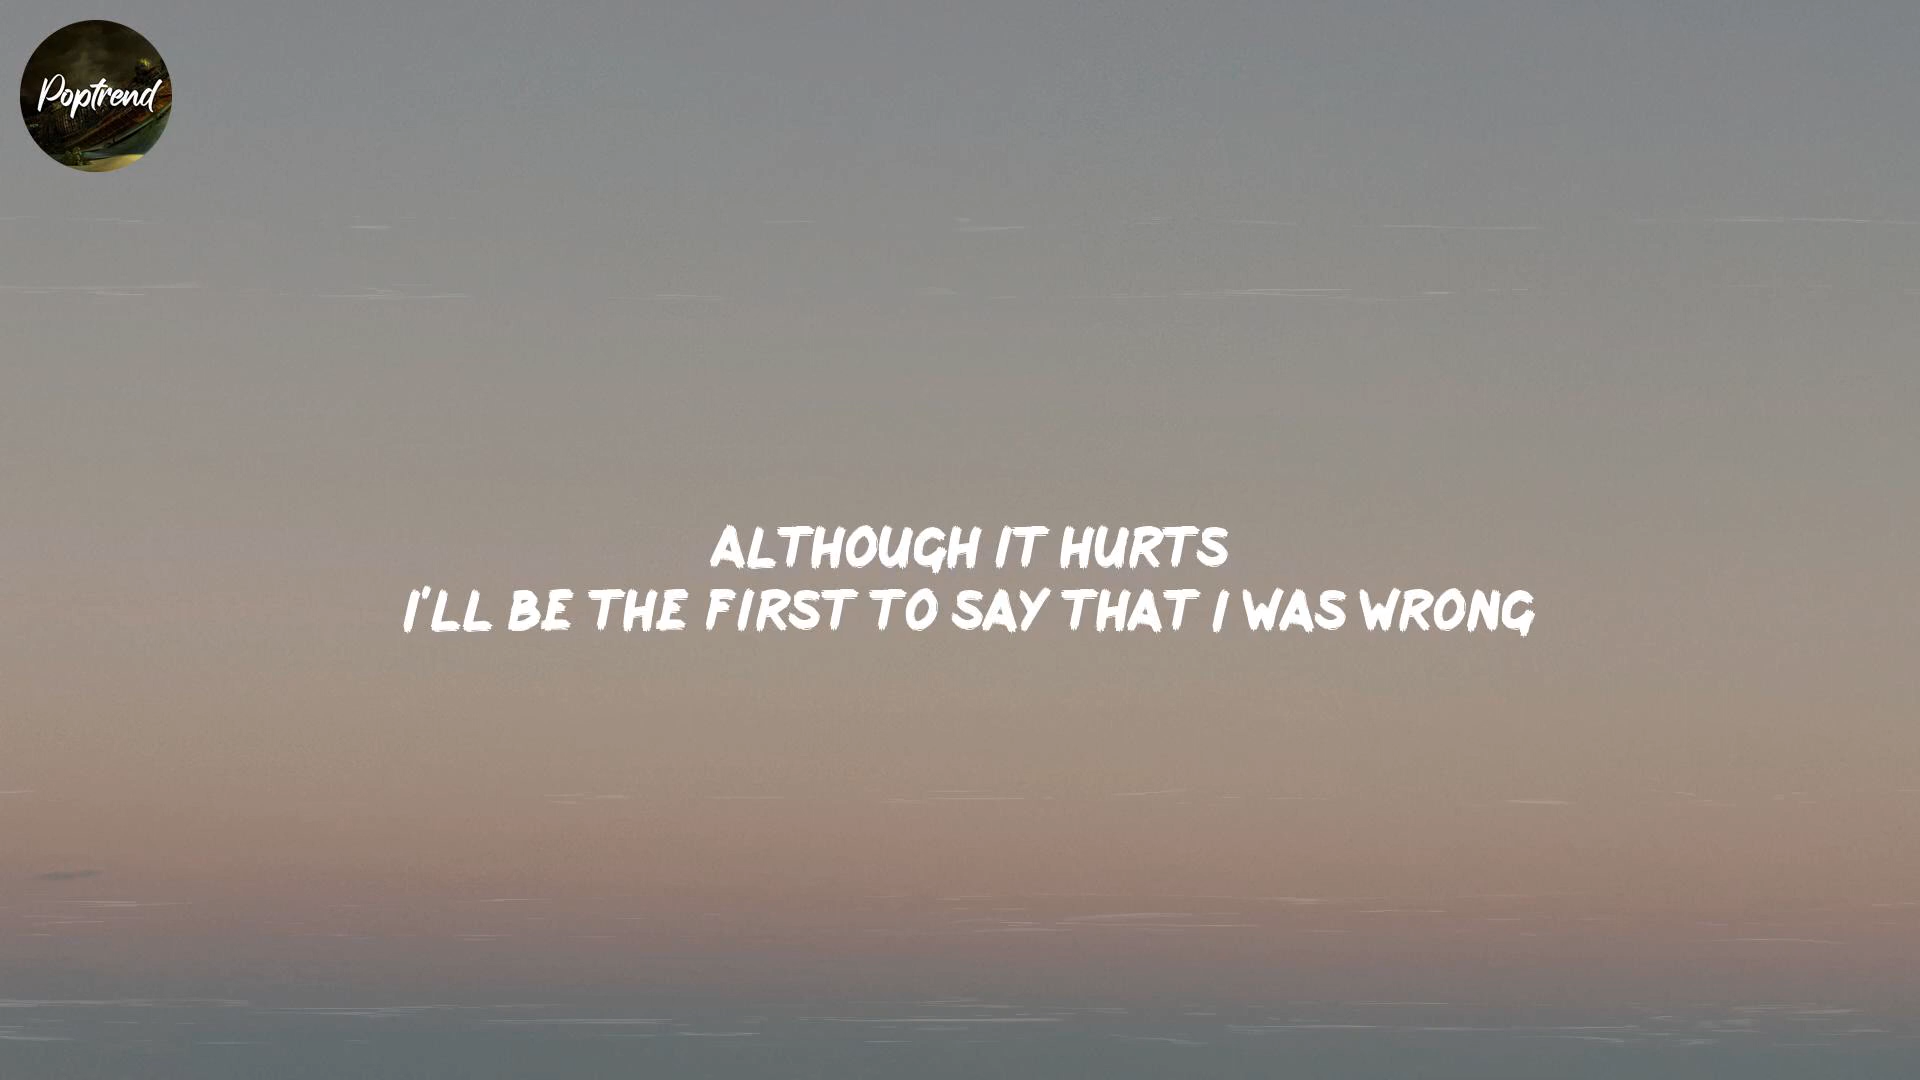 Poptrend
ALTHOUGH IT HURTS
I'LL BE THE FIRST TO SAY THAT I WAS WRONG